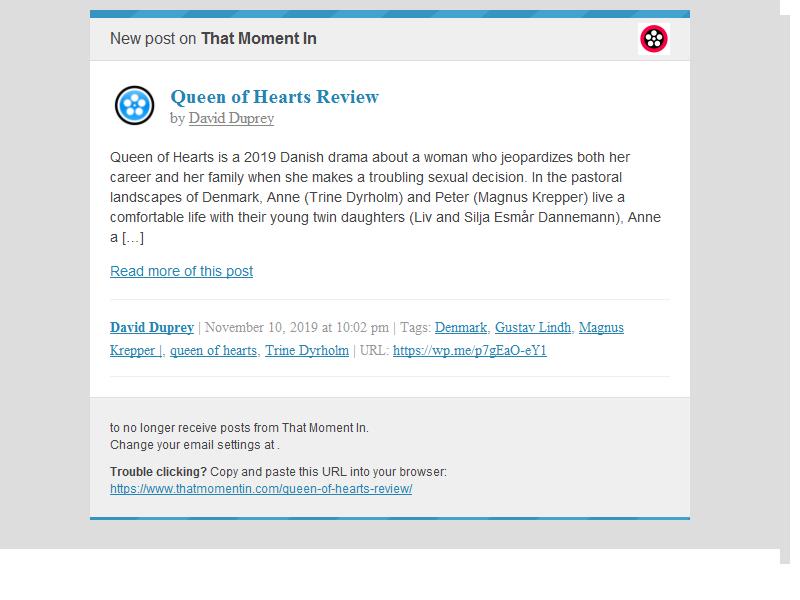 New post on That Moment In
Queen of Hearts Review
by David Duprey
Queen of Hearts is a 2019 Danish drama about a woman who jeopardizes both her
career and her family when she makes a troubling sexual decision. In the pastoral
landscapes of Denmark, Anne (Trine Dyrholm) and Peter (Magnus Krepper) live a
comfortable life with their young twin daughters (Liv and Silja Esmår Dannemann), Anne
a […]
Read more of this post
David Duprey | November 10, 2019 at 10:02 pm | Tags: Denmark, Gustav Lindh, Magnus
Krepper |, queen of hearts, Trine Dyrholm | URL: https://wp.me/p7gEaO-eY1
to no longer receive posts from That Moment In.
Change your email settings at .
Trouble clicking? Copy and paste this URL into your browser:
https://www.thatmomentin.com/queen-of-hearts-review/